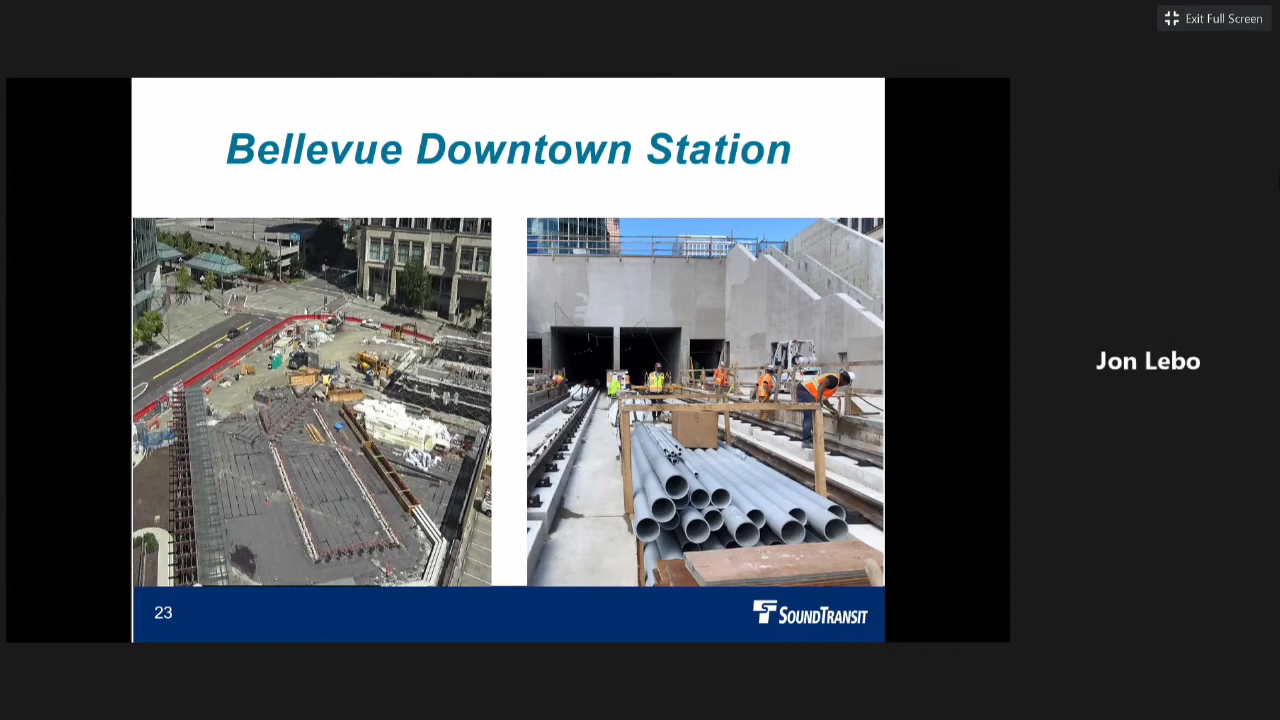 Exit Full Screen
Bellevue Downtown Station
Jon Lebo
23
SOUNDTRANSIT